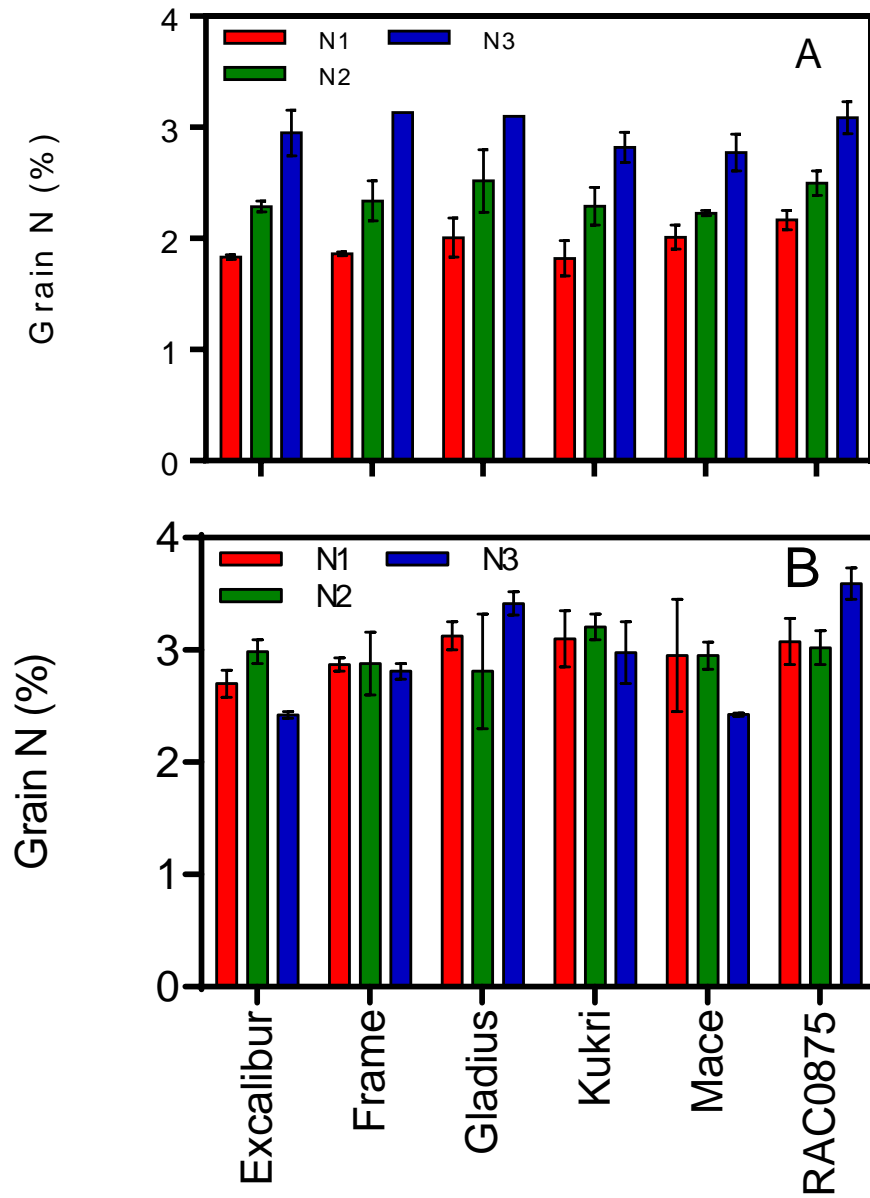 4
N1 N3
A
N2
3
Grain N (%)
2
1
0
4
N1 N3
B
N2
3
Grain N (%)
2
1
0
Excalibur
Frame
Gladius
Kukri
Mace
RAC0875